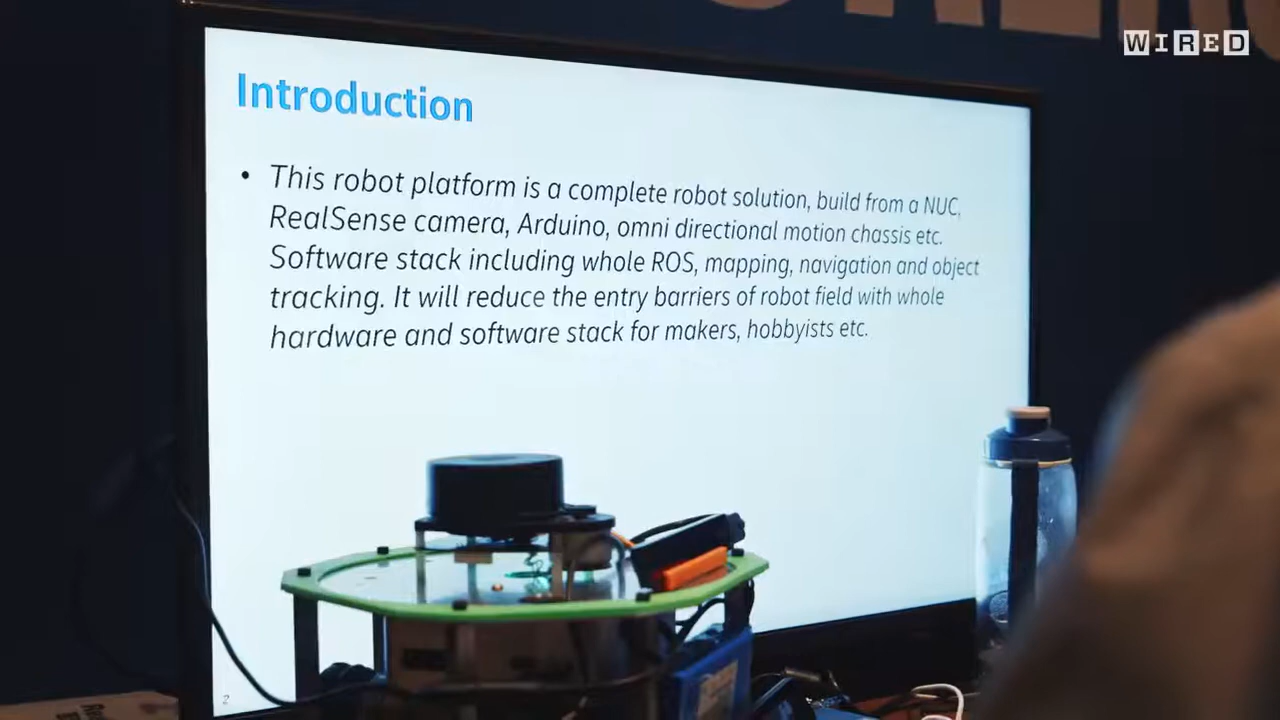 WIRED
Introduction
• This robot platform is a complete robot solution, build from a NUC,
RealSense camera, Arduino, omni directional motion chassis etc.
Software stack including whole ROS, mapping, navigation and object
tracking. It will reduce the entry barriers of robot field with whole
hardware and software stack for makers, hobbyists etc.
2